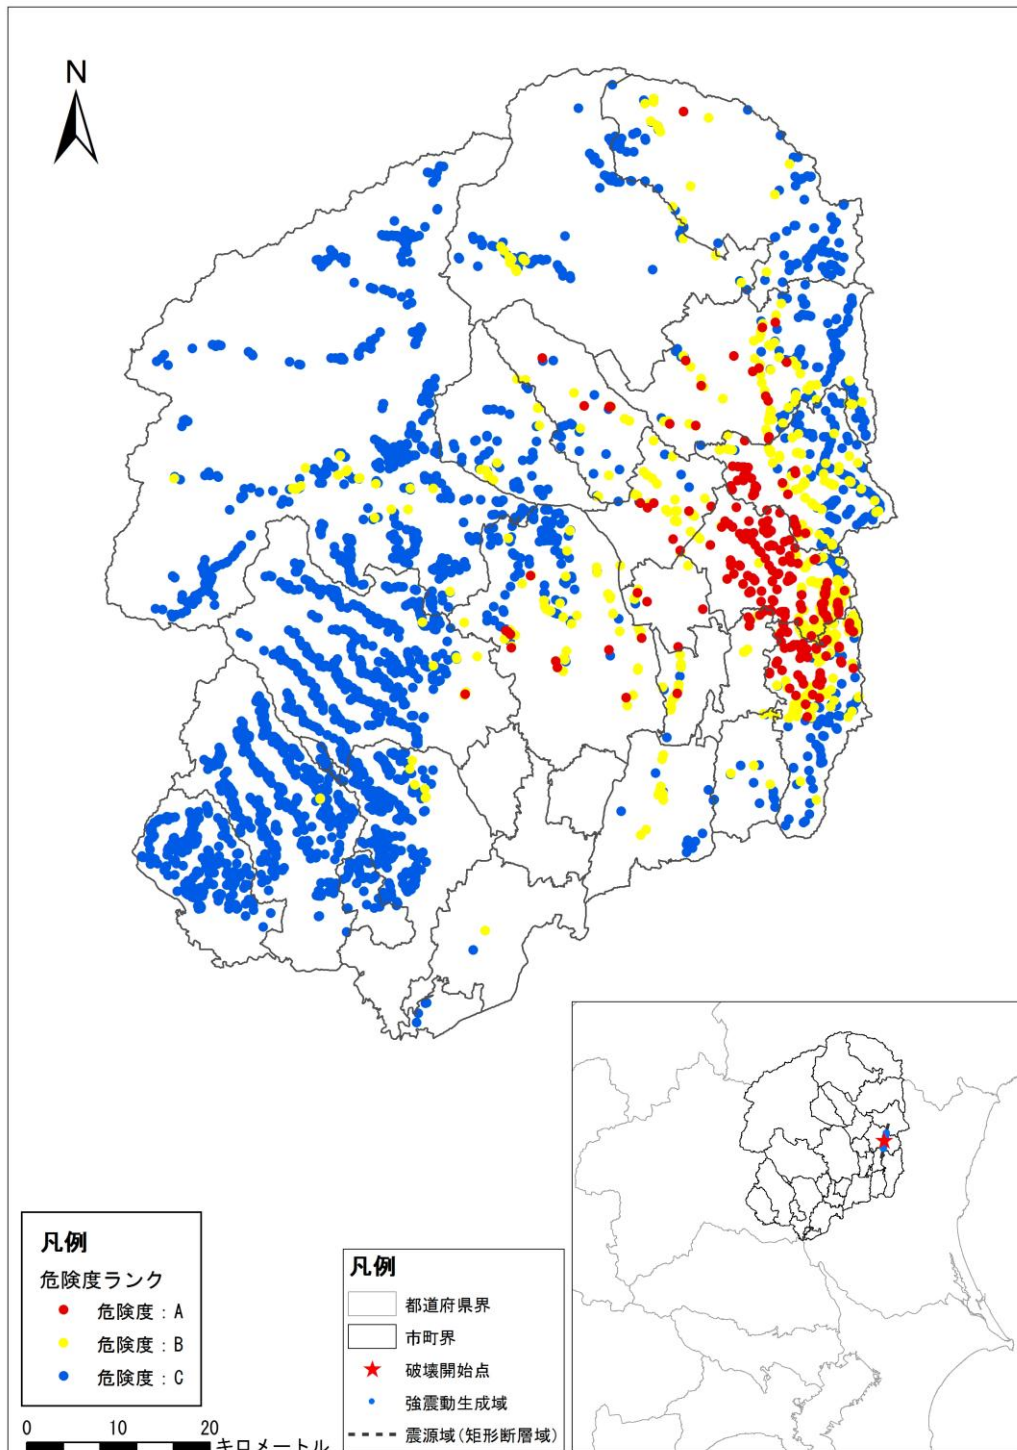 N
凡例
危険度ランク
危険度：A
危険度：B
危険度：C
0 10 20
キロメートル
凡例
都道府県界
市町界
破壊開始点
強震動生成域
震源域(矩形断層域)